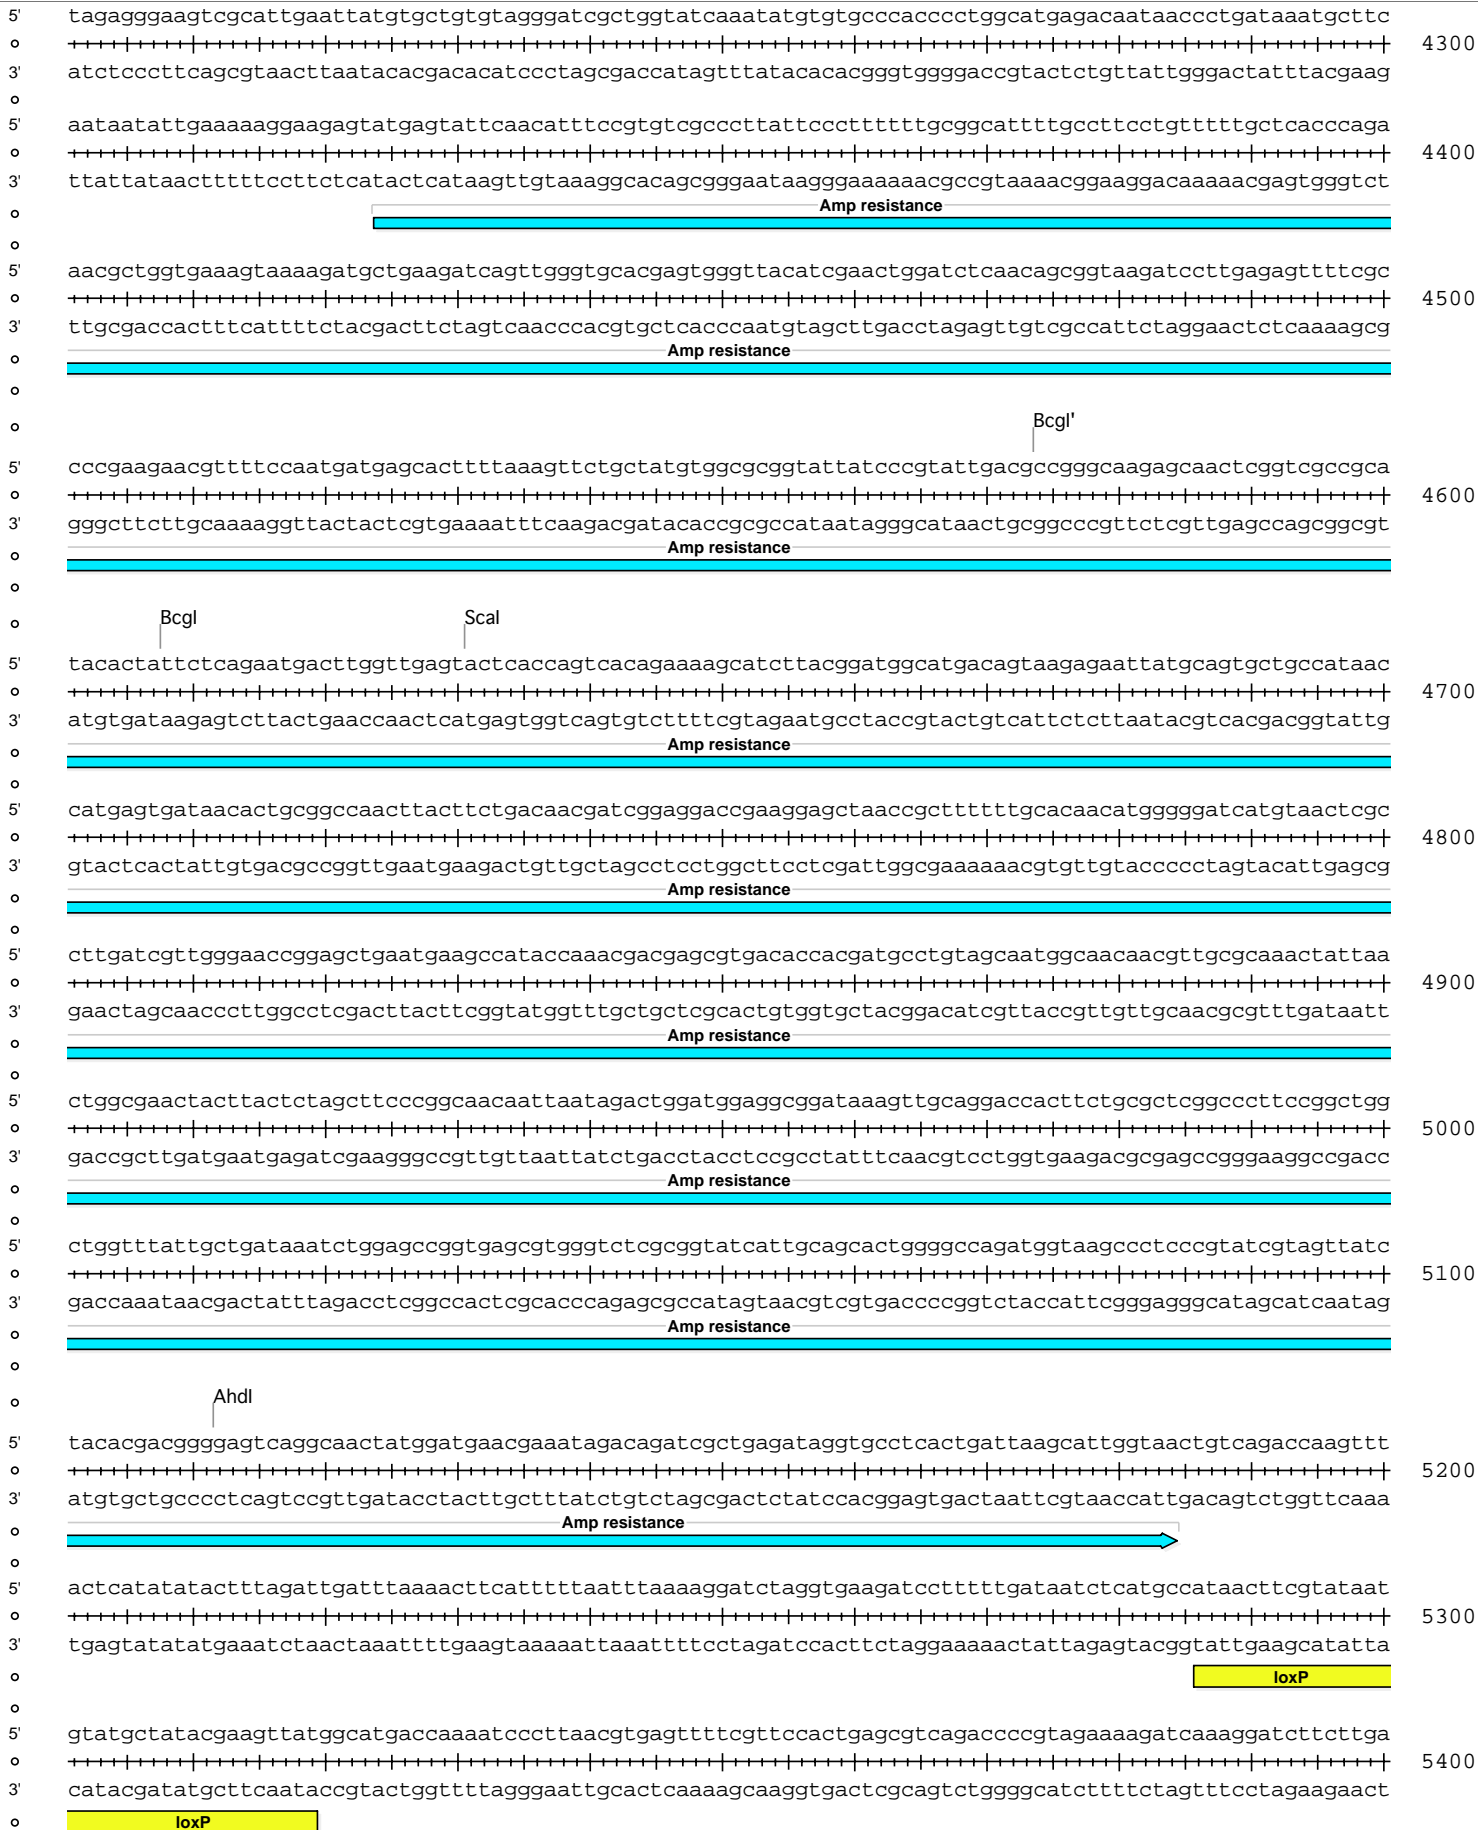 5' tagagggaagtcgcattgaattatgtgctgtgtagggatcgctggtatcaaatatgtgtgcccacccctggcatgagacaataaccctgataaatgcttc
4300
3' atctcccttcagcgtaacttaatacacgacacatccctagcgaccatagtttatacacacgggtggggaccgtactctgttattgggactatttacgaag
5' aataatattgaaaaaggaagagtatgagtattcaacatttccgtgtcgcccttattcccttttttgcggcattttgccttcctgtttttgctcacccaga
4400
3' ttattataactttttccttctcatactcataagttgtaaaggcacagcgggaataagggaaaaaacgccgtaaaacggaaggacaaaaacgagtgggtct
Amp resistance
5' aacgctggtgaaagtaaaagatgctgaagatcagttgggtgcacgagtgggttacatcgaactggatctcaacagcggtaagatccttgagagttttcgc
4500
3' ttgcgaccactttcattttctacgacttctagtcaacccacgtgctcacccaatgtagcttgacctagagttgtcgccattctaggaactctcaaaagcg
Amp resistance
BcgI'
5' cccgaagaacgttttccaatgatgagcacttttaaagttctgctatgtggcgcggtattatcccgtattgacgccgggcaagagcaactcggtcgccgca
4600
3' gggcttcttgcaaaaggttactactcgtgaaaatttcaagacgatacaccgcgccataatagggcataactgcggcccgttctcgttgagccagcggcgt
Amp resistance
BcgI ScaI
5' tacactattctcagaatgacttggttgagtactcaccagtcacagaaaagcatcttacggatggcatgacagtaagagaattatgcagtgctgccataac
4700
3' atgtgataagagtcttactgaaccaactcatgagtggtcagtgtcttttcgtagaatgcctaccgtactgtcattctcttaatacgtcacgacggtattg
Amp resistance
5' catgagtgataacactgcggccaacttacttctgacaacgatcggaggaccgaaggagctaaccgcttttttgcacaacatgggggatcatgtaactcgc
4800
3' gtactcactattgtgacgccggttgaatgaagactgttgctagcctcctggcttcctcgattggcgaaaaaacgtgttgtaccccctagtacattgagcg
Amp resistance
5' cttgatcgttgggaaccggagctgaatgaagccataccaaacgacgagcgtgacaccacgatgcctgtagcaatggcaacaacgttgcgcaaactattaa
4900
3' gaactagcaacccttggcctcgacttacttcggtatggtttgctgctcgcactgtggtgctacggacatcgttaccgttgttgcaacgcgtttgataatt
Amp resistance
5' ctggcgaactacttactctagcttcccggcaacaattaatagactggatggaggcggataaagttgcaggaccacttctgcgctcggcccttccggctgg
5000
3' gaccgcttgatgaatgagatcgaagggccgttgttaattatctgacctacctccgcctatttcaacgtcctggtgaagacgcgagccgggaaggccgacc
Amp resistance
5' ctggtttattgctgataaatctggagccggtgagcgtgggtctcgcggtatcattgcagcactggggccagatggtaagccctcccgtatcgtagttatc
5100
3' gaccaaataacgactatttagacctcggccactcgcacccagagcgccatagtaacgtcgtgaccccggtctaccattcgggagggcatagcatcaatag
Amp resistance
AhdI
5' tacacgacggggagtcaggcaactatggatgaacgaaatagacagatcgctgagataggtgcctcactgattaagcattggtaactgtcagaccaagttt
5200
3' atgtgctgcccctcagtccgttgatacctacttgctttatctgtctagcgactctatccacggagtgactaattcgtaaccattgacagtctggttcaaa
Amp resistance
5' actcatatatactttagattgatttaaaacttcatttttaatttaaaaggatctaggtgaagatcctttttgataatctcatgccataacttcgtataat
5300
3' tgagtatatatgaaatctaactaaattttgaagtaaaaattaaattttcctagatccacttctaggaaaaactattagagtacggtattgaagcatatta
loxP
5' gtatgctatacgaagttatggcatgaccaaaatcccttaacgtgagttttcgttccactgagcgtcagaccccgtagaaaagatcaaaggatcttcttga
5400
3' catacgatatgcttcaataccgtactggttttagggaattgcactcaaaagcaaggtgactcgcagtctggggcatcttttctagtttcctagaagaact
loxP